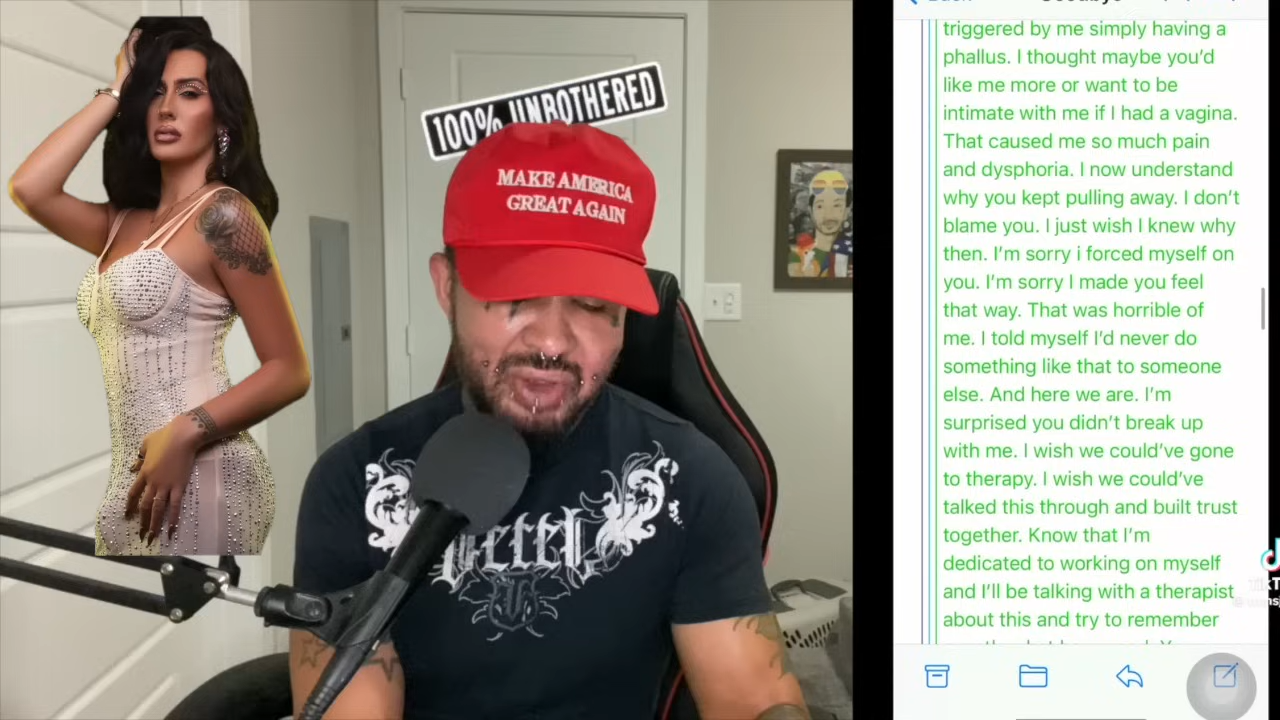 100% UNBOTHERED
MAKE AMERICA
GREAT AGAIN
triggered by me simply having a
phallus. I thought maybe you'd
like me more or want to be
intimate with me if I had a vagina.
That caused me so much pain
and dysphoria. I now understand
why you kept pulling away. I don't
blame you. I just wish I knew why
then. I'm sorry i forced myself on
you. I'm sorry I made you feel
that way. That was horrible of
me. I told myself I'd never do
something like that to someone
else. And here we are. I'm
surprised you didn't break up
with me. I wish we could've gone
to therapy. I wish we could've
talked this through and built trust
together. Know that I'm
dedicated to working on myself
and I'll be talking with a therapist
about this and try to remember